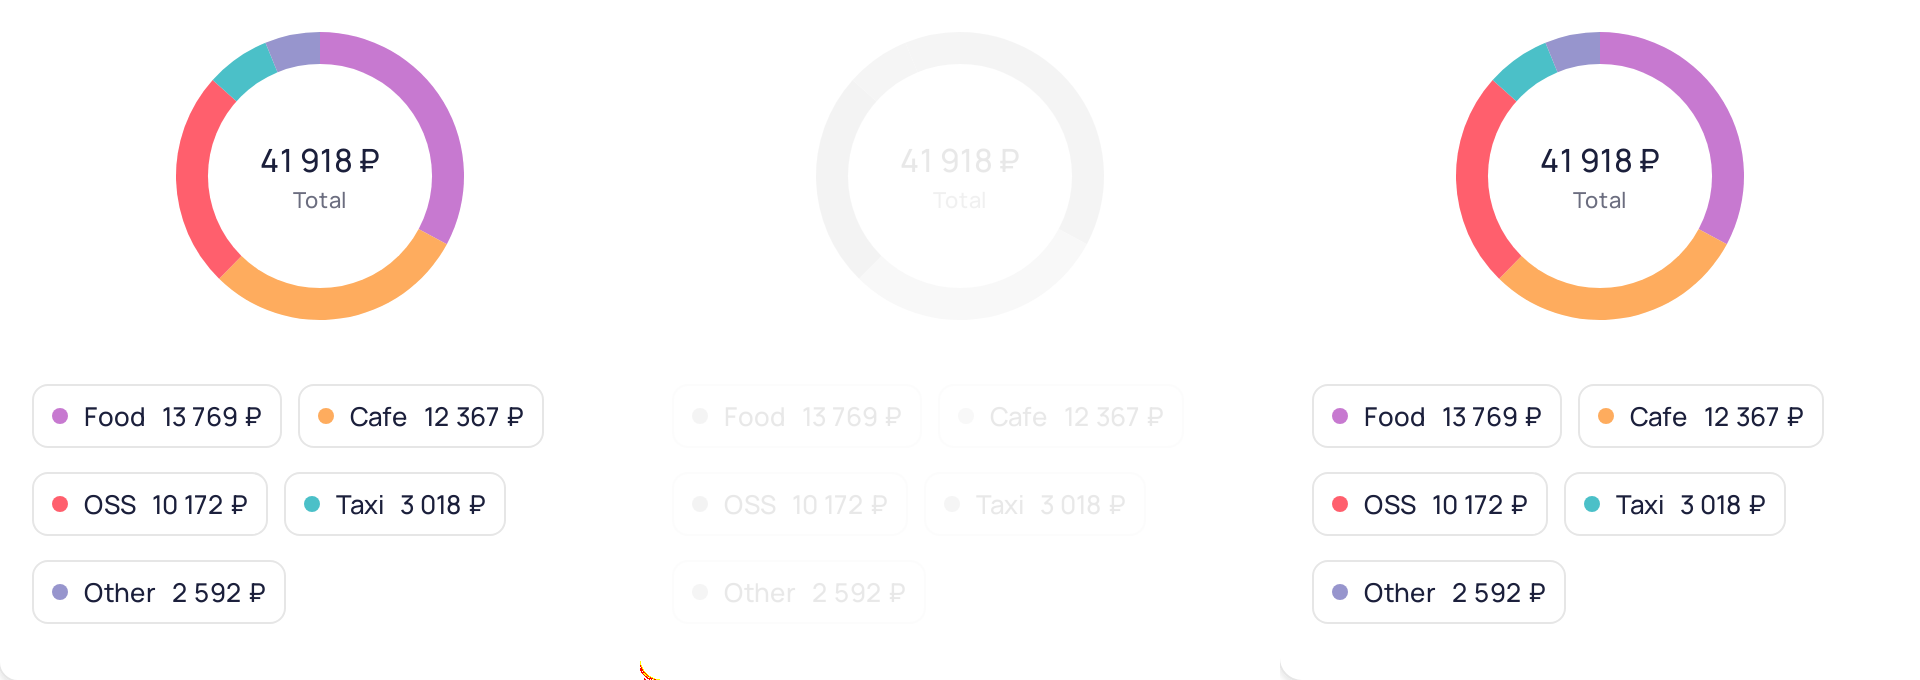 41 918 ₽
Total
Food 13 769 ₽
Cafe 12 367 ₽
OSS 10 172 ₽
Taxi 3 018 ₽
Other 2 592 ₽
41 918 ₽
Total
Food 13 769 ₽
Cafe 12 367 ₽
OSS 10 172 ₽
Taxi 3 018 ₽
Other 2 592 ₽
41 918 ₽
Total
Food 13 769 ₽
Cafe 12 367 ₽
OSS 10 172 ₽
Taxi 3 018 ₽
Other 2 592 ₽